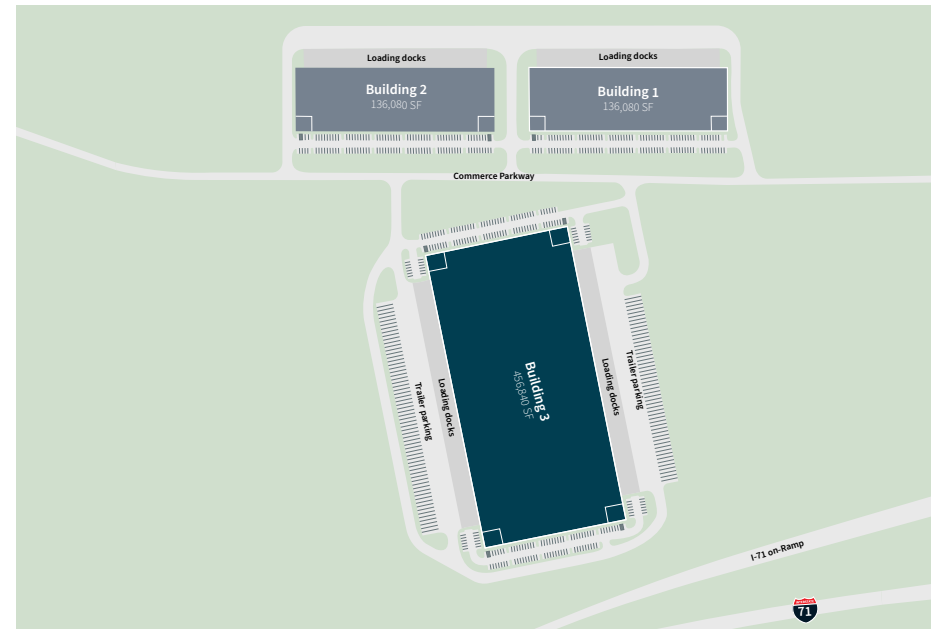 Loading docks
Building 2
136,080 SF
Loading docks
Building 1
136,080 SF
Commerce Parkway
Building 3
456,840 SF
Loading docks
Trailer parking
Loading docks
Trailer parking
I-71 on-Ramp
71